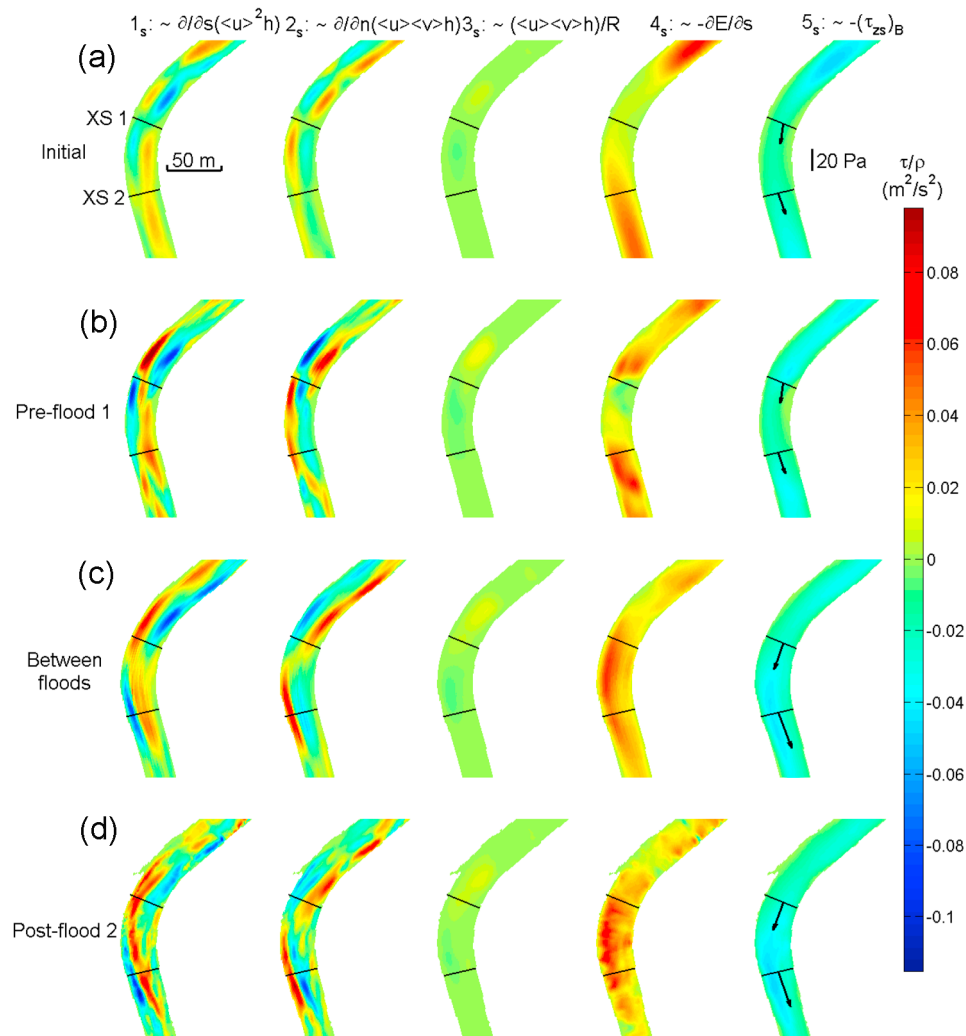 1s: ~ ∂/∂s(<u>²h) 2s: ~ ∂/∂n(<u><v>h) 3s: ~ (<u><v>h)/R 4s: ~ -∂E/∂s 5s: ~ -(τzs)B
(a)
XS 1
Initial
50 m
XS 2
20 Pa
τ/ρ
(m²/s²)
(b)
Pre-flood 1
(c)
Between
floods
(d)
Post-flood 2
0.08
0.06
0.04
0.02
0
-0.02
-0.04
-0.06
-0.08
-0.1